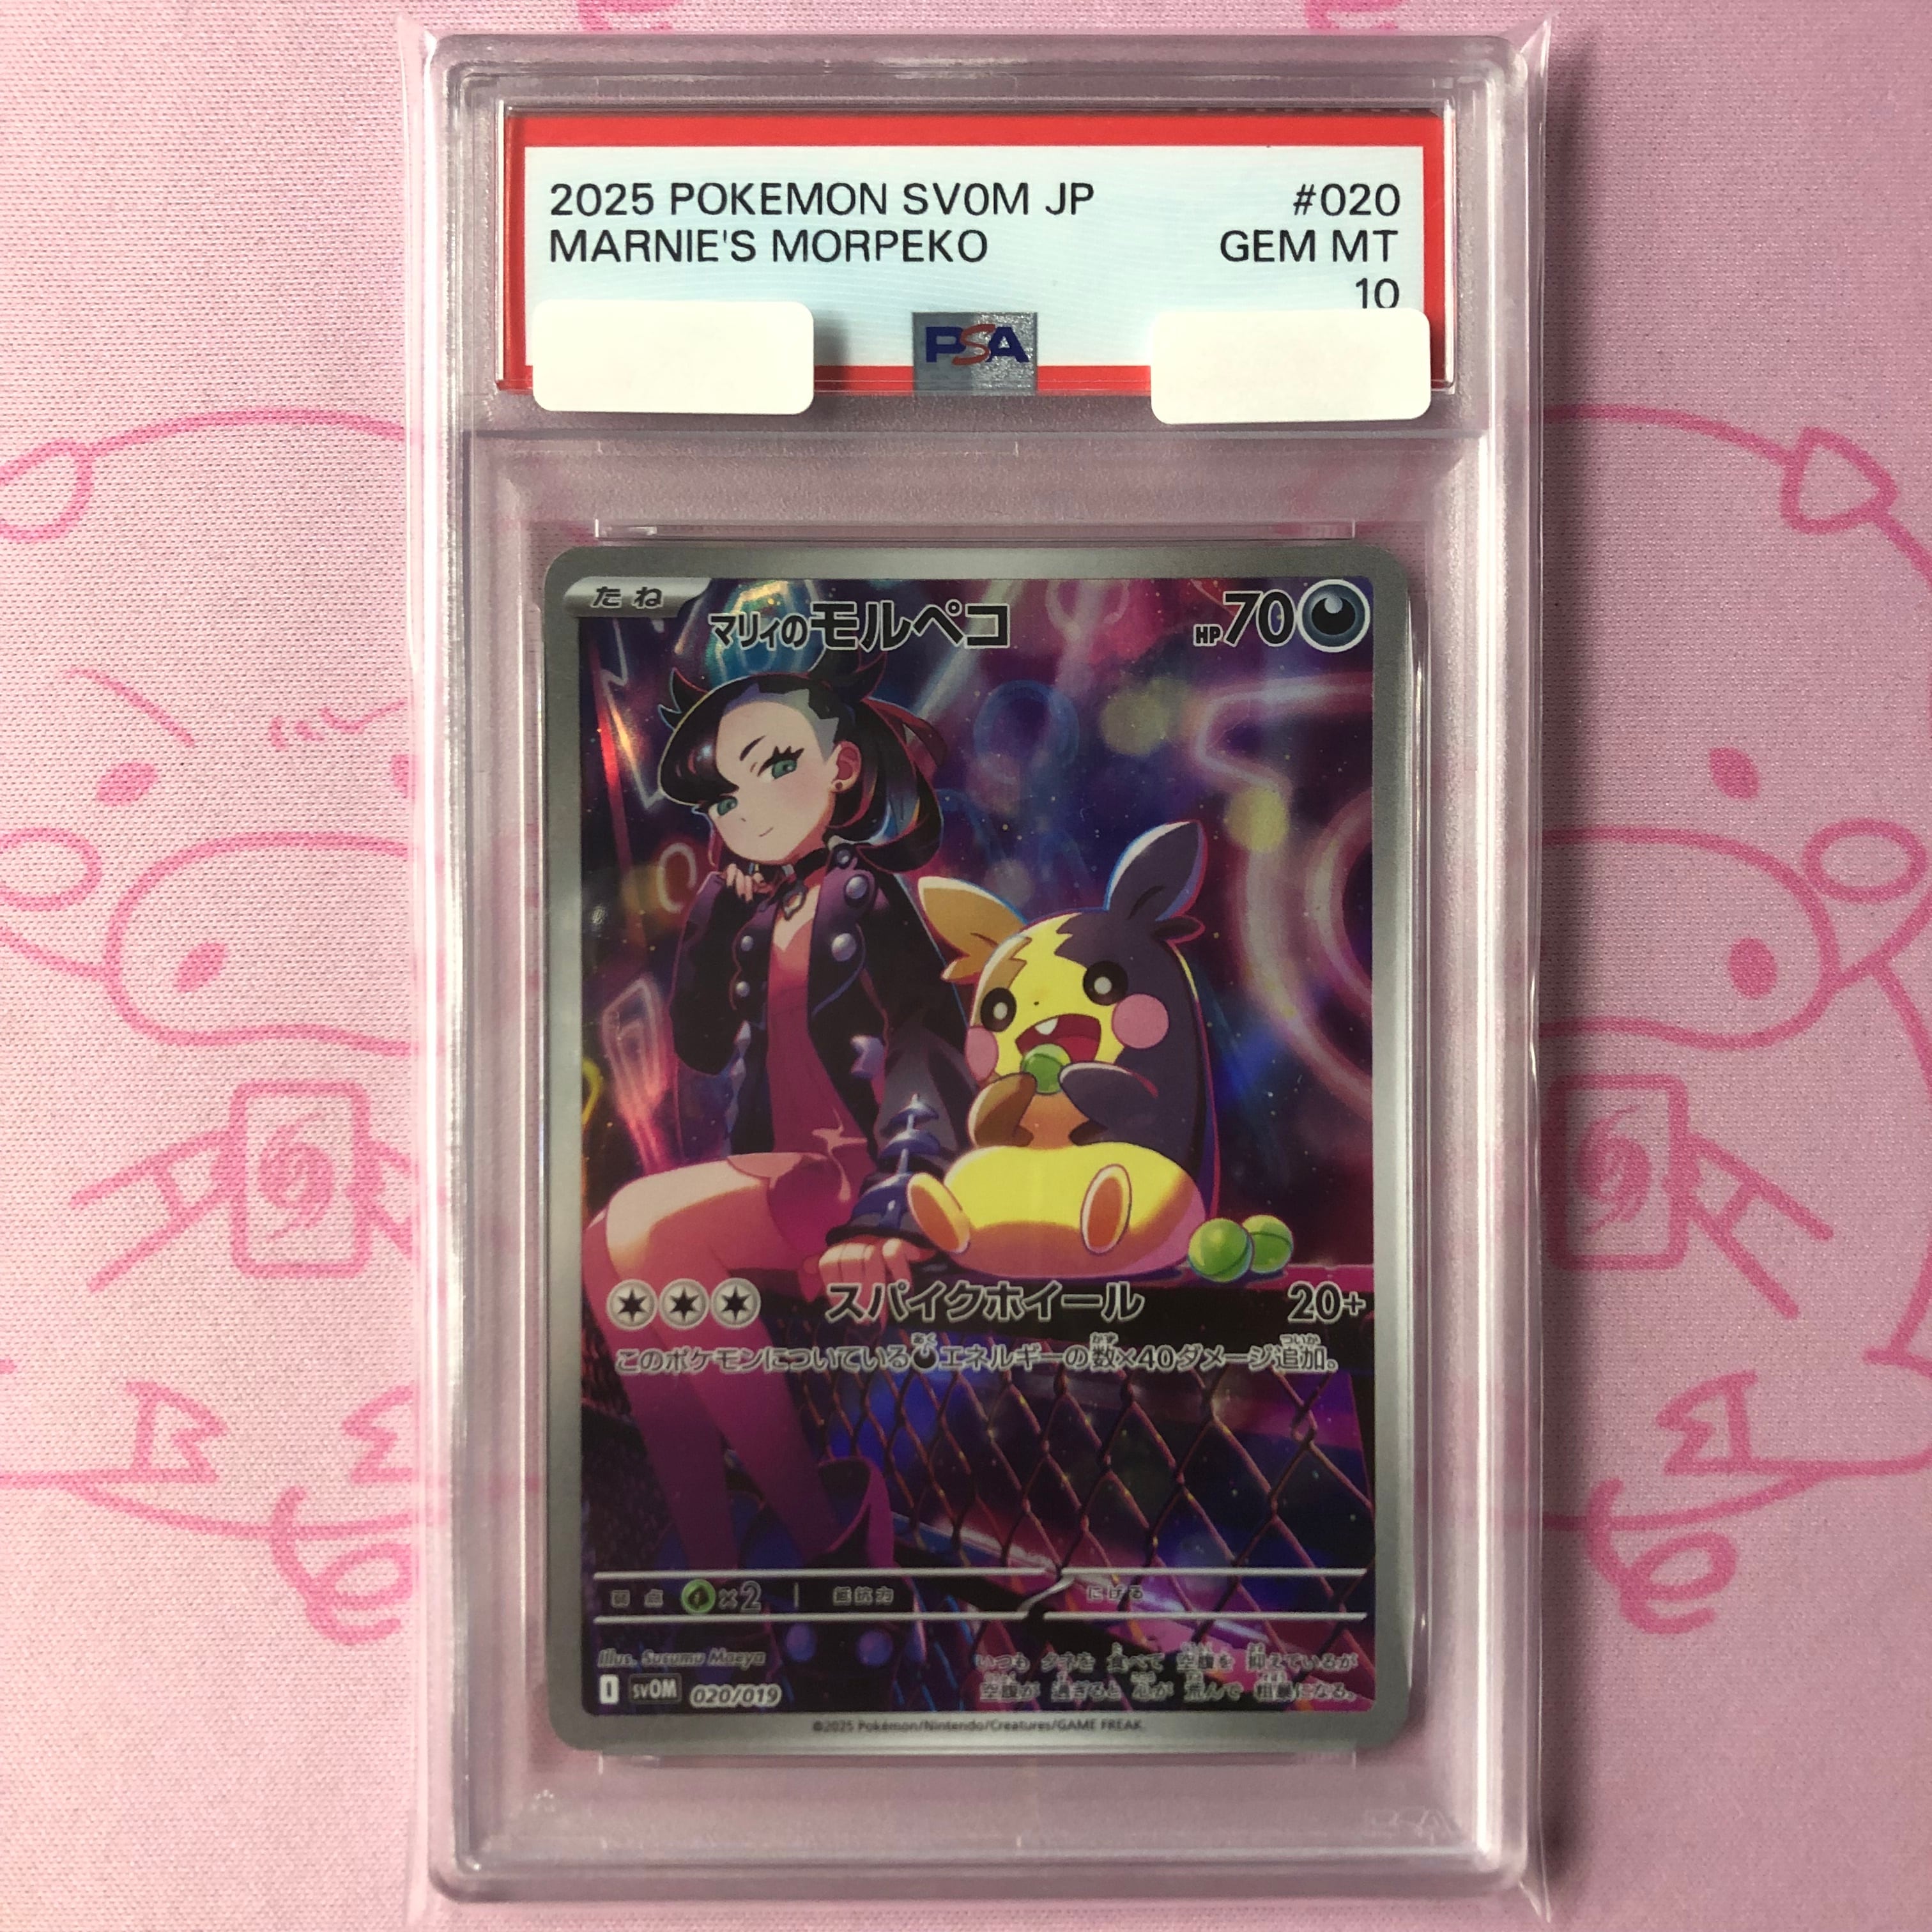 2025 POKEMON SV0M JP #020
MARNIE'S MORPEKO GEM MT
10
PSA
たね
マリィのモルペコ HP70
スパイクホイール 20+
このポケモンについているエネルギーの数×40ダメージ追加。
弱点 ×2 抵抗力 にげる
Illus. Susumu Maeya
いつも タネを 食べて 空腹を 抑えているが
空腹が 過ぎると 心が 荒んで 粗暴になる。
I sv0M 020/019
©2025 Pokémon/Nintendo/Creatures/GAME FREAK.
PSA